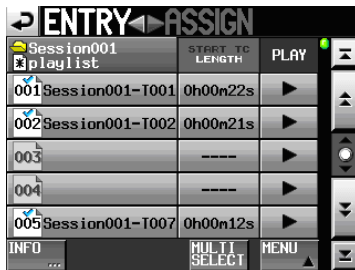 ENTRY ASSIGN
Session001
*playlist
START TC
LENGTH
PLAY
001 Session001-T001 0h00m22s
002 Session001-T002 0h00m21s
003 ----
004 ----
005 Session001-T007 0h00m12s
INFO ...
MULTI
SELECT
MENU